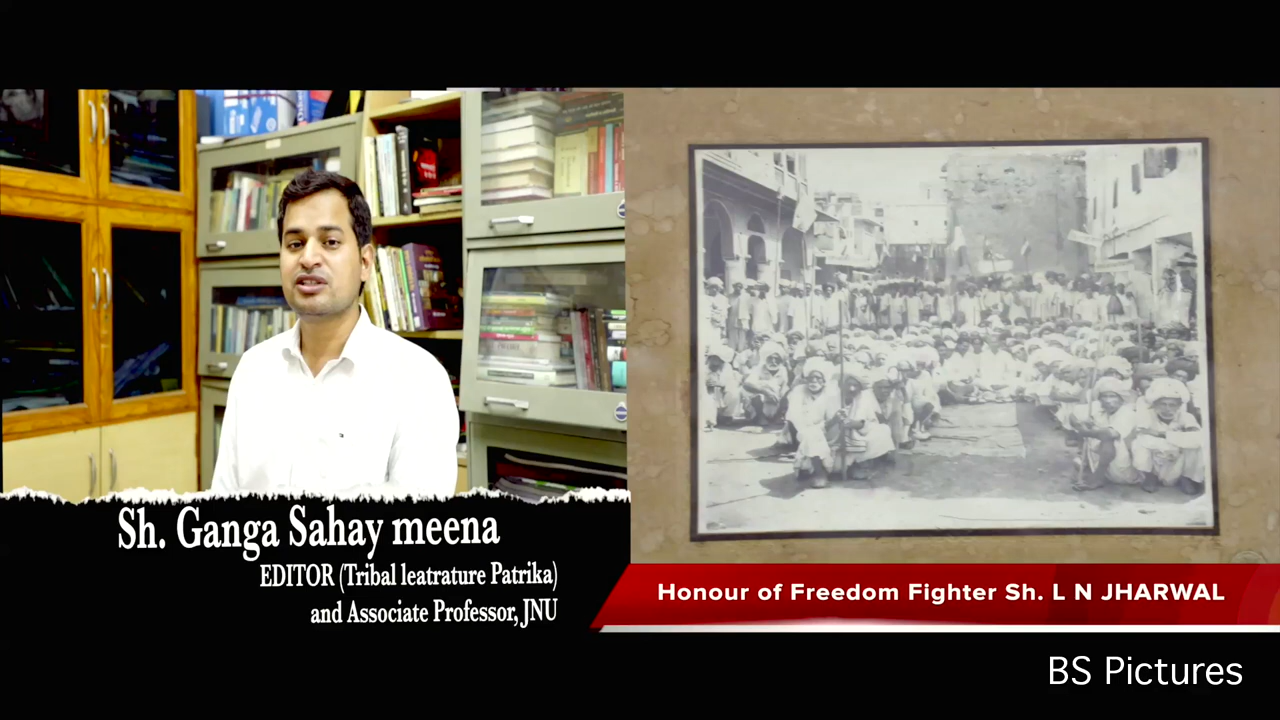 Sh. Ganga Sahay meena
EDITOR (Tribal leatrature Patrika)
and Associate Professor, JNU
Honour of Freedom Fighter Sh. L N JHARWAL
BS Pictures